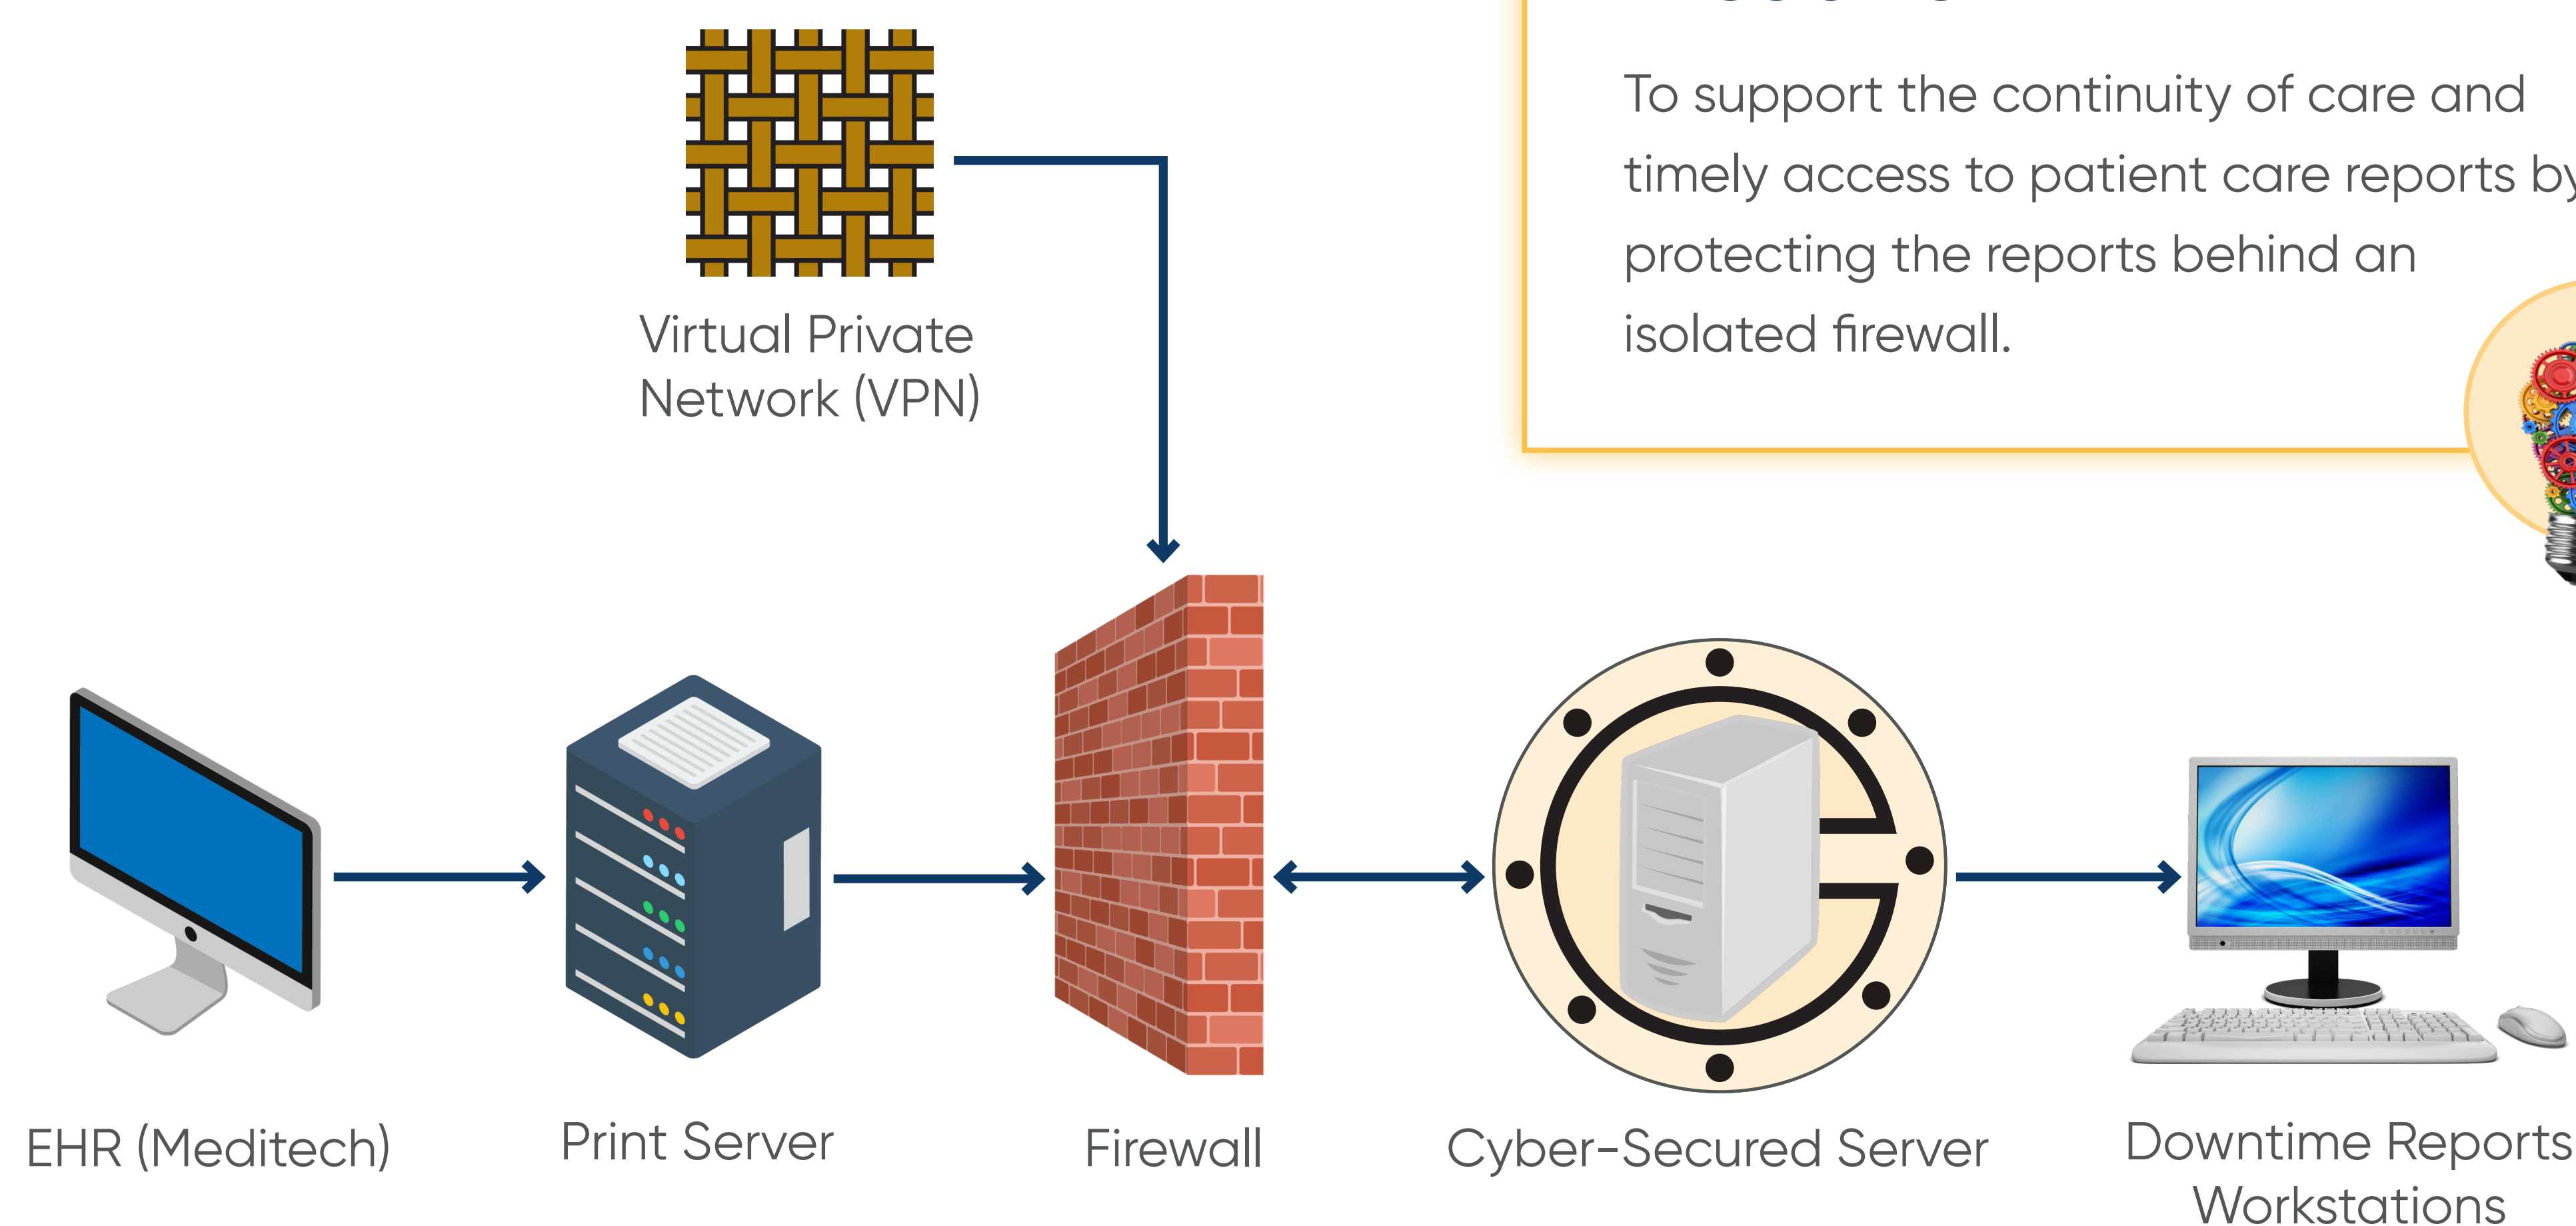 To support the continuity of care and
timely access to patient care reports by
protecting the reports behind an
isolated firewall.
Virtual Private
Network (VPN)
EHR (Meditech)
Print Server
Firewall
Cyber-Secured Server
Downtime Reports
Workstations